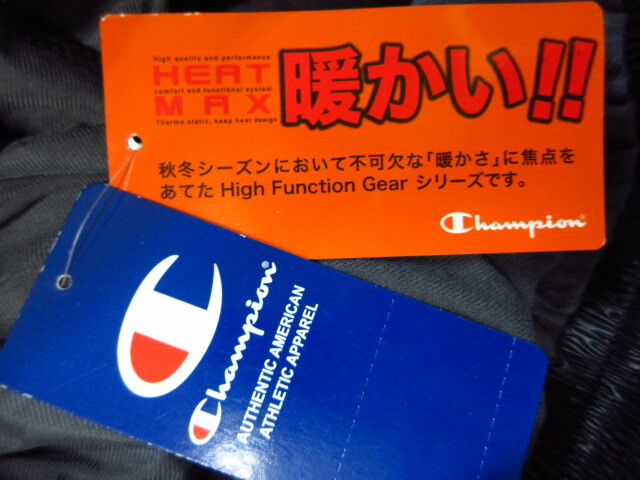 High quality and performance
HEAT
comfort and functional system
MAX
Thermo static, keep heat design
暖かい!!
秋冬シーズンにおいて不可欠な「暖かさ」に焦点を
あてた High Function Gear シリーズです。
Champion®
Champion®
AUTHENTIC AMERICAN
ATHLETIC APPAREL